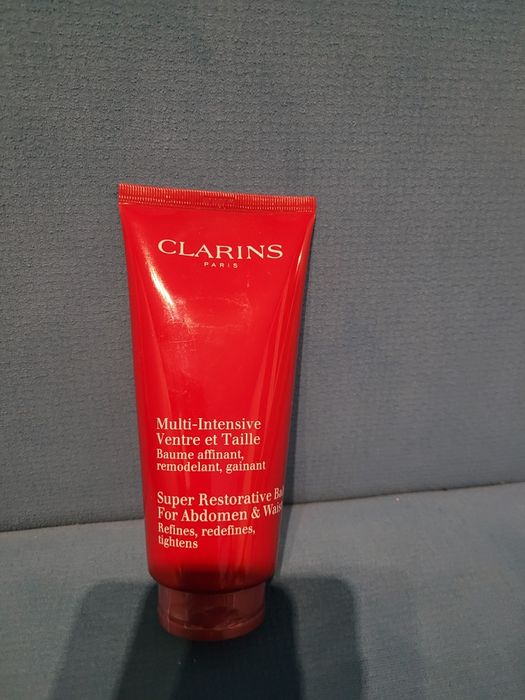 CLARINS
PARIS
Multi-Intensive
Ventre et Taille
Baume affinant,
remodelant, gainant
Super Restorative
For Abdomen &
Refines, redefines,
tightens